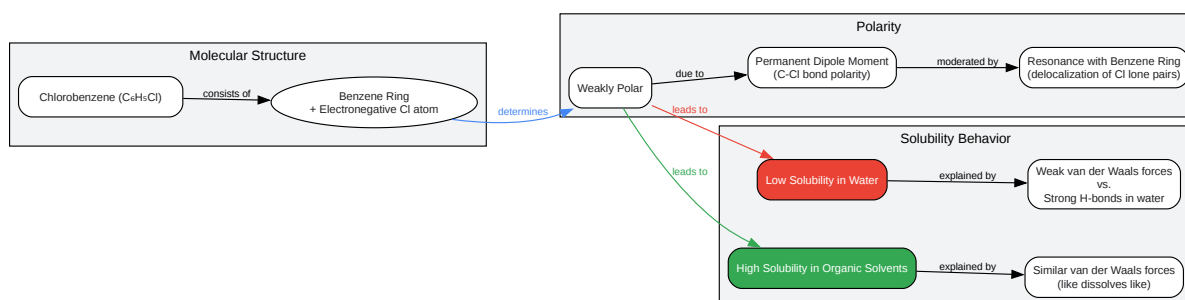 Molecular Structure
Chlorobenzene (C₆H₅Cl)
consists of
Benzene Ring
+ Electronegative Cl atom
determines
Polarity
Weakly Polar
due to
Permanent Dipole Moment
(C-Cl bond polarity)
moderated by
Resonance with Benzene Ring
(delocalization of Cl lone pairs)
leads to
leads to
Solubility Behavior
Low Solubility in Water
explained by
Weak van der Waals forces
vs.
Strong H-bonds in water
High Solubility in Organic Solvents
explained by
Similar van der Waals forces
(like dissolves like)